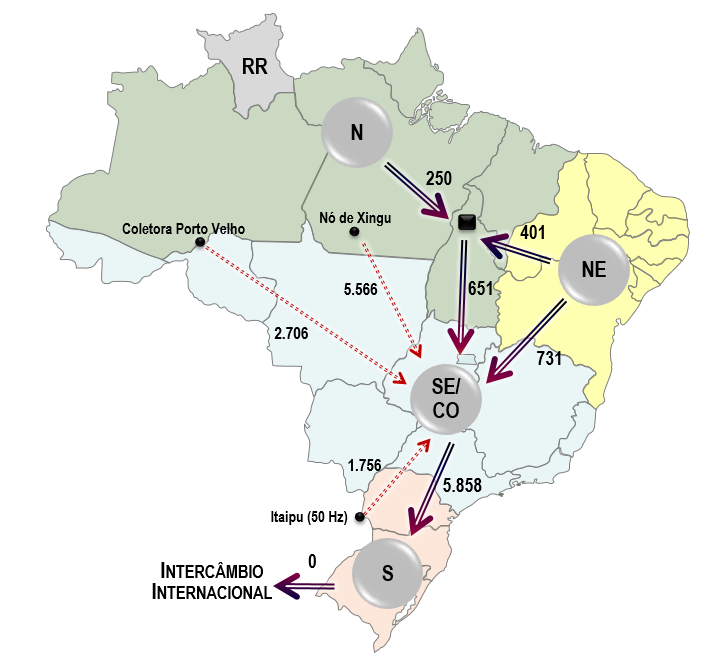 RR
N
250
Nó de Xingu
Coletora Porto Velho
401
NE
5.566
651
2.706
731
SE/
CO
1.756
5.858
Itaipu (50 Hz)
0
S
INTERCÂMBIO
INTERNACIONAL